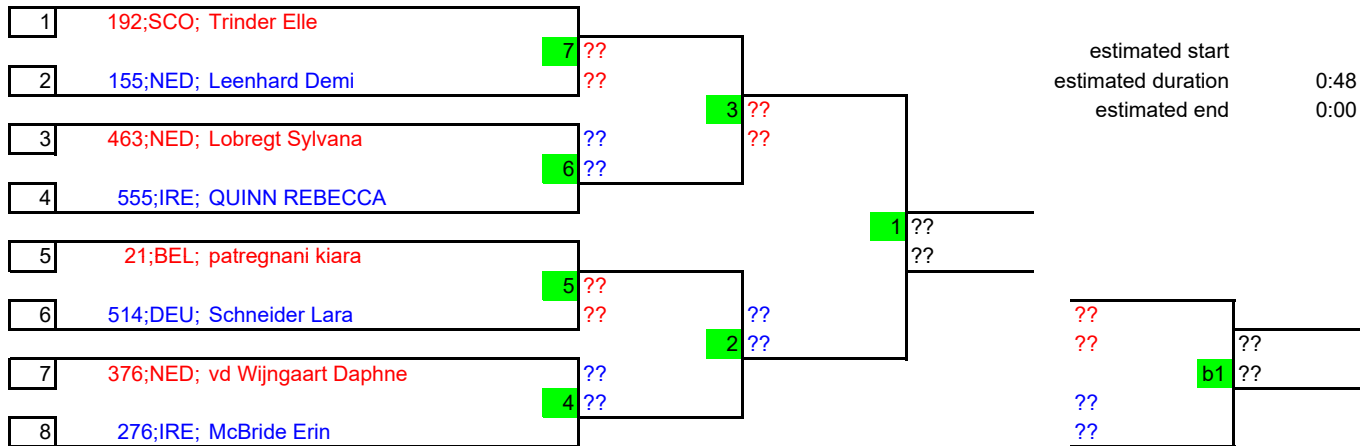 1 192;SCO; Trinder Elle
7 ?? estimated start
2 155;NED; Leenhard Demi ?? estimated duration 0:48
3 ?? estimated end 0:00
3 463;NED; Lobregt Sylvana ?? ??
6 ??
4 555;IRE; QUINN REBECCA
1 ??
5 21;BEL; patregnani kiara ??
5 ??
6 514;DEU; Schneider Lara ?? ?? ??
2 ?? ?? ??
7 376;NED; vd Wijngaart Daphne ?? b1 ??
4 ?? ??
8 276;IRE; McBride Erin ??